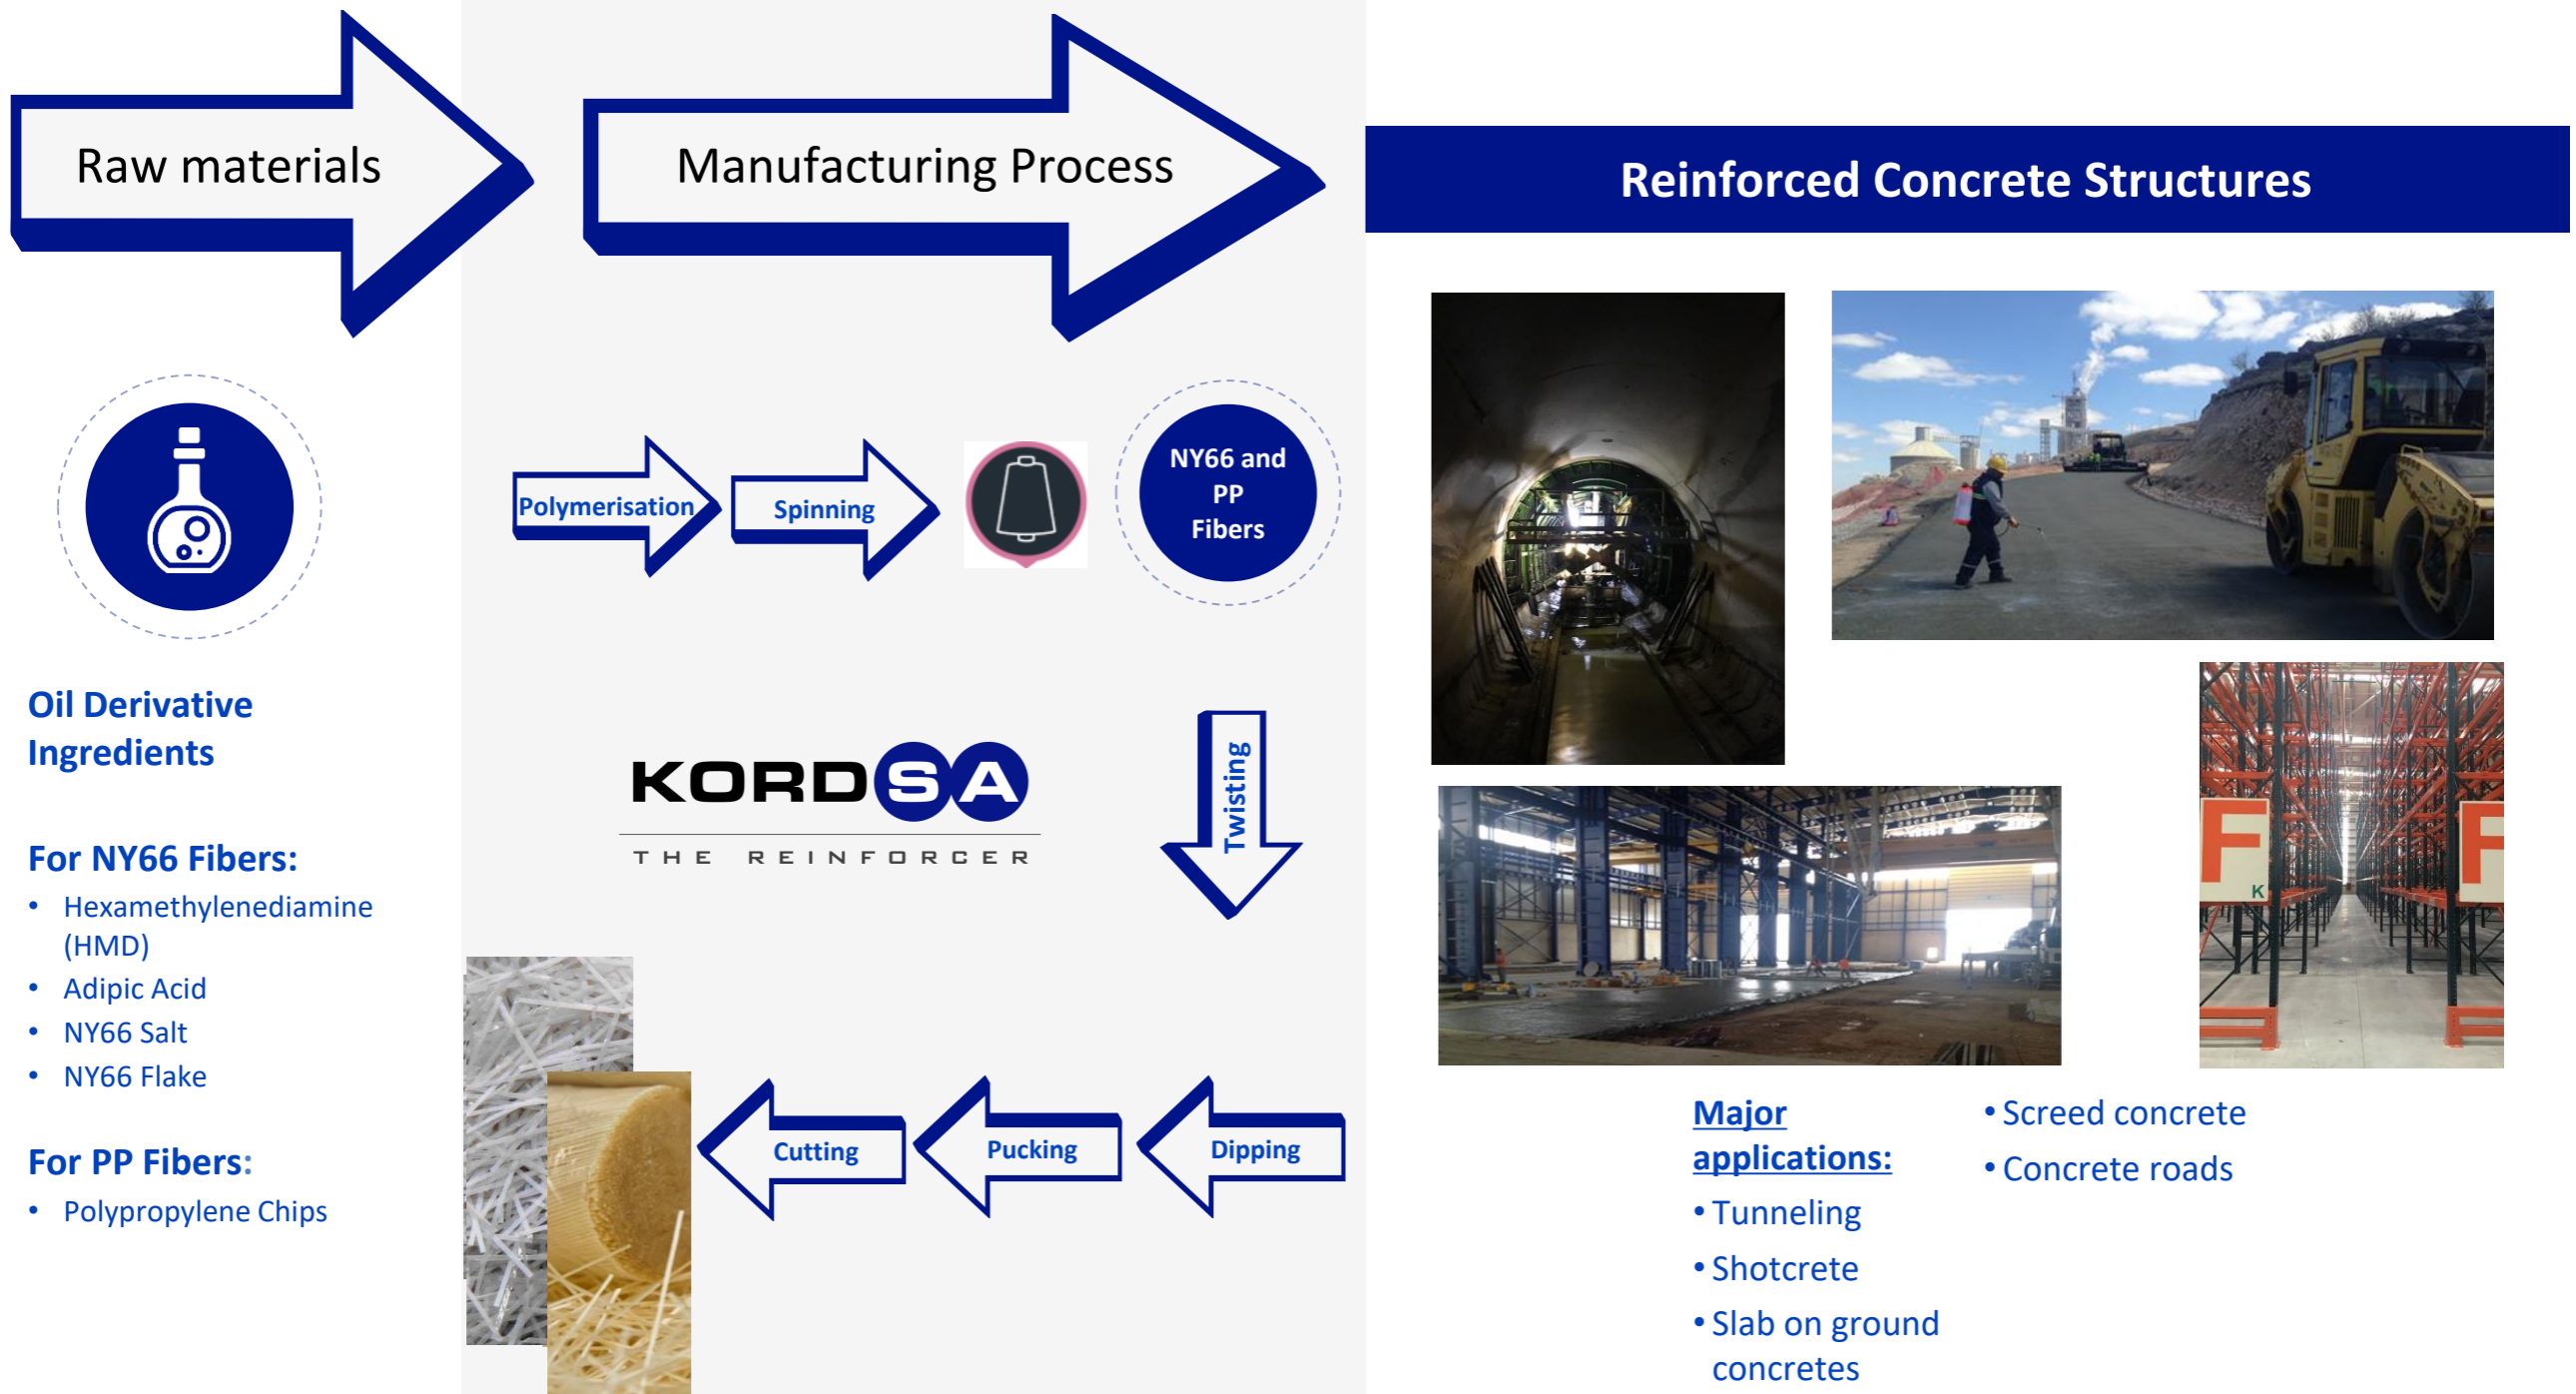 Raw materials
Manufacturing Process
Reinforced Concrete Structures
Oil Derivative
Ingredients
For NY66 Fibers:
• Hexamethylenediamine
(HMD)
• Adipic Acid
• NY66 Salt
• NY66 Flake
For PP Fibers:
• Polypropylene Chips
Polymerisation
Spinning
NY66 and
PP
Fibers
KORDSA
THE REINFORCER
Twisting
Dipping
Pucking
Cutting
F
K
F
Major
applications:
• Tunneling
• Shotcrete
• Slab on ground
concretes
• Screed concrete
• Concrete roads